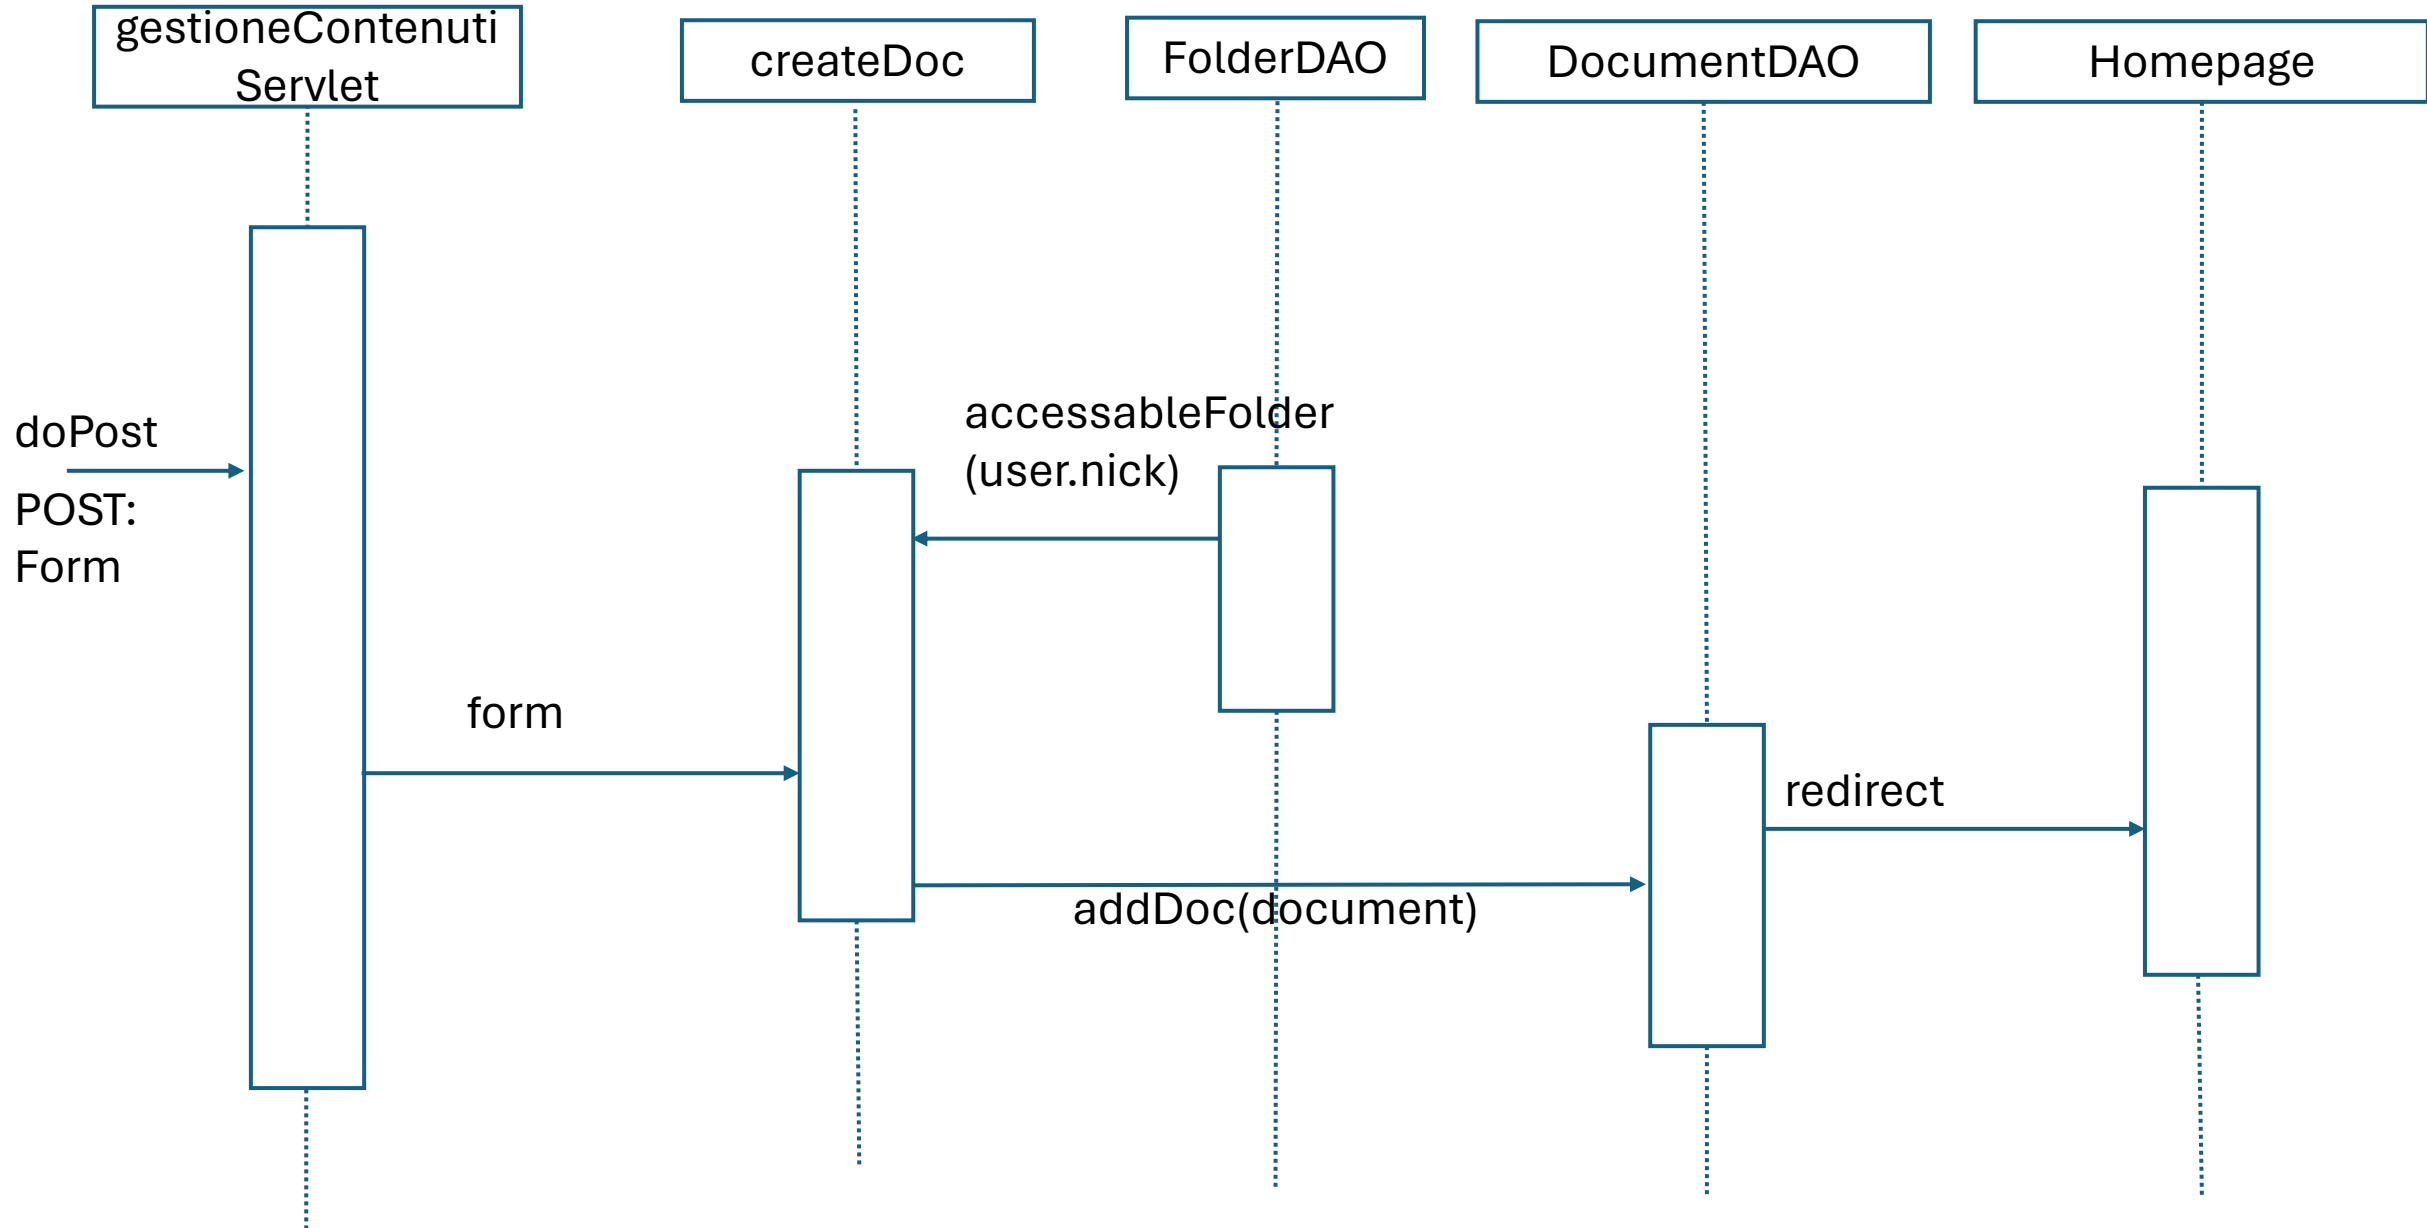 gestioneContenuti
Servlet
createDoc
FolderDAO
DocumentDAO
Homepage
doPost
POST:
Form
accessableFolder
(user.nick)
form
redirect
addDoc(document)